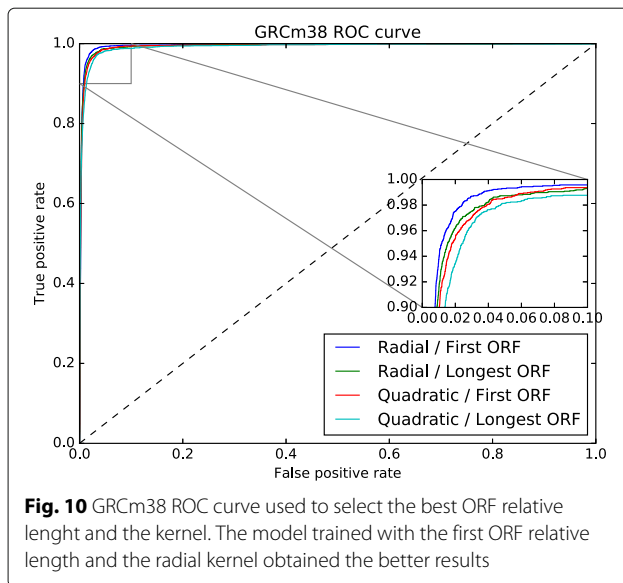 GRCm38 ROC curve
1.0
0.8
0.6
0.4
0.2
0.0
True positive rate
1.00
0.98
0.96
0.94
0.92
0.90
0.00 0.02 0.04 0.06 0.08 0.10
Radial / First ORF
Radial / Longest ORF
Quadratic / First ORF
Quadratic / Longest ORF
0.0 0.2 0.4 0.6 0.8 1.0
False positive rate
Fig. 10 GRCm38 ROC curve used to select the best ORF relative
lenght and the kernel. The model trained with the first ORF relative
length and the radial kernel obtained the better results